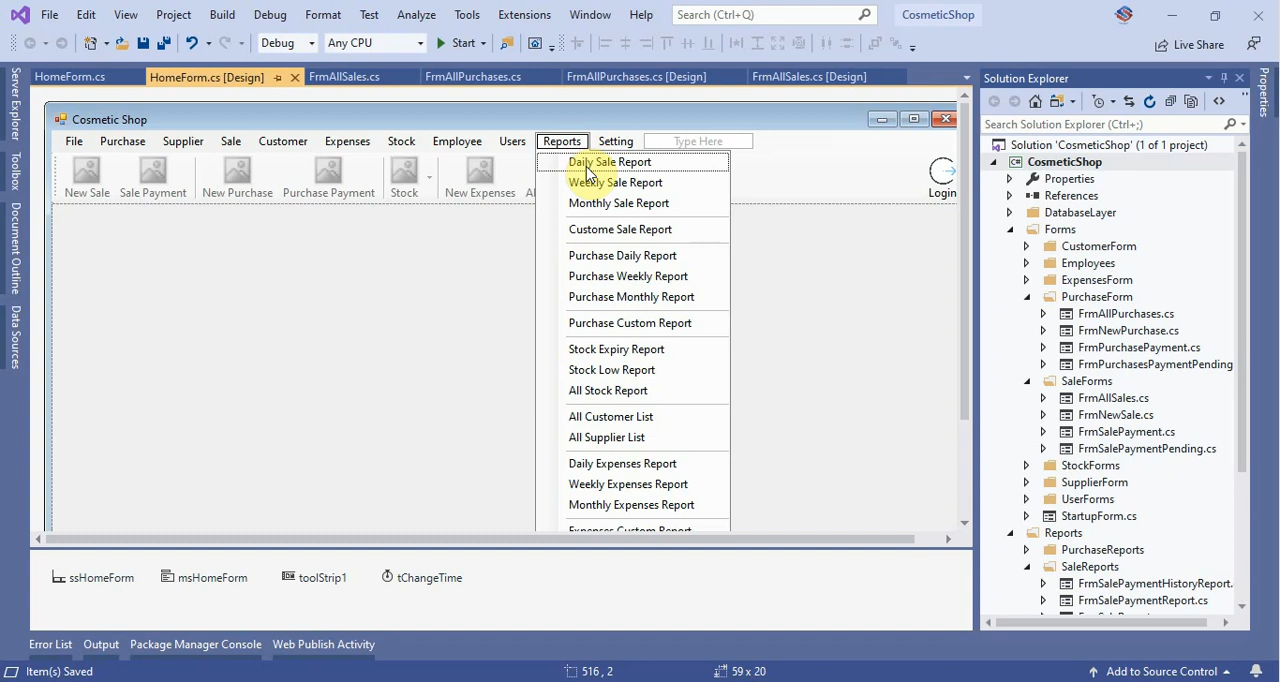 File Edit View Project Build Debug Format Test Analyze Tools Extensions Window Help Search (Ctrl+Q) CosmeticShop
Debug Any CPU Start Live Share
HomeForm.cs HomeForm.cs [Design] FrmAllSales.cs FrmAllPurchases.cs FrmAllPurchases.cs [Design] FrmAllSales.cs [Design]
Server Explorer
Toolbox
Document Outline
Data Sources
Cosmetic Shop
File Purchase Supplier Sale Customer Expenses Stock Employee Users Reports Setting Type Here
New Sale Sale Payment New Purchase Purchase Payment Stock New Expenses Login
Daily Sale Report
Weekly Sale Report
Monthly Sale Report
Custome Sale Report
Purchase Daily Report
Purchase Weekly Report
Purchase Monthly Report
Purchase Custom Report
Stock Expiry Report
Stock Low Report
All Stock Report
All Customer List
All Supplier List
Daily Expenses Report
Weekly Expenses Report
Monthly Expenses Report
Expenses Custom Report
ssHomeForm msHomeForm toolStrip1 tChangeTime
Solution Explorer
Search Solution Explorer (Ctrl+;)
Solution 'CosmeticShop' (1 of 1 project)
CosmeticShop
Properties
References
DatabaseLayer
Forms
CustomerForm
Employees
ExpensesForm
PurchaseForm
FrmAllPurchases.cs
FrmNewPurchase.cs
FrmPurchasePayment.cs
FrmPurchasesPaymentPending
SaleForms
FrmAllSales.cs
FrmNewSale.cs
FrmSalePayment.cs
FrmSalePaymentPending.cs
StockForms
SupplierForm
UserForms
StartupForm.cs
Reports
PurchaseReports
SaleReports
FrmSalePaymentHistoryReport.
FrmSalePaymentReport.cs
Properties
Error List Output Package Manager Console Web Publish Activity
Item(s) Saved 516 , 2 59 x 20 Add to Source Control